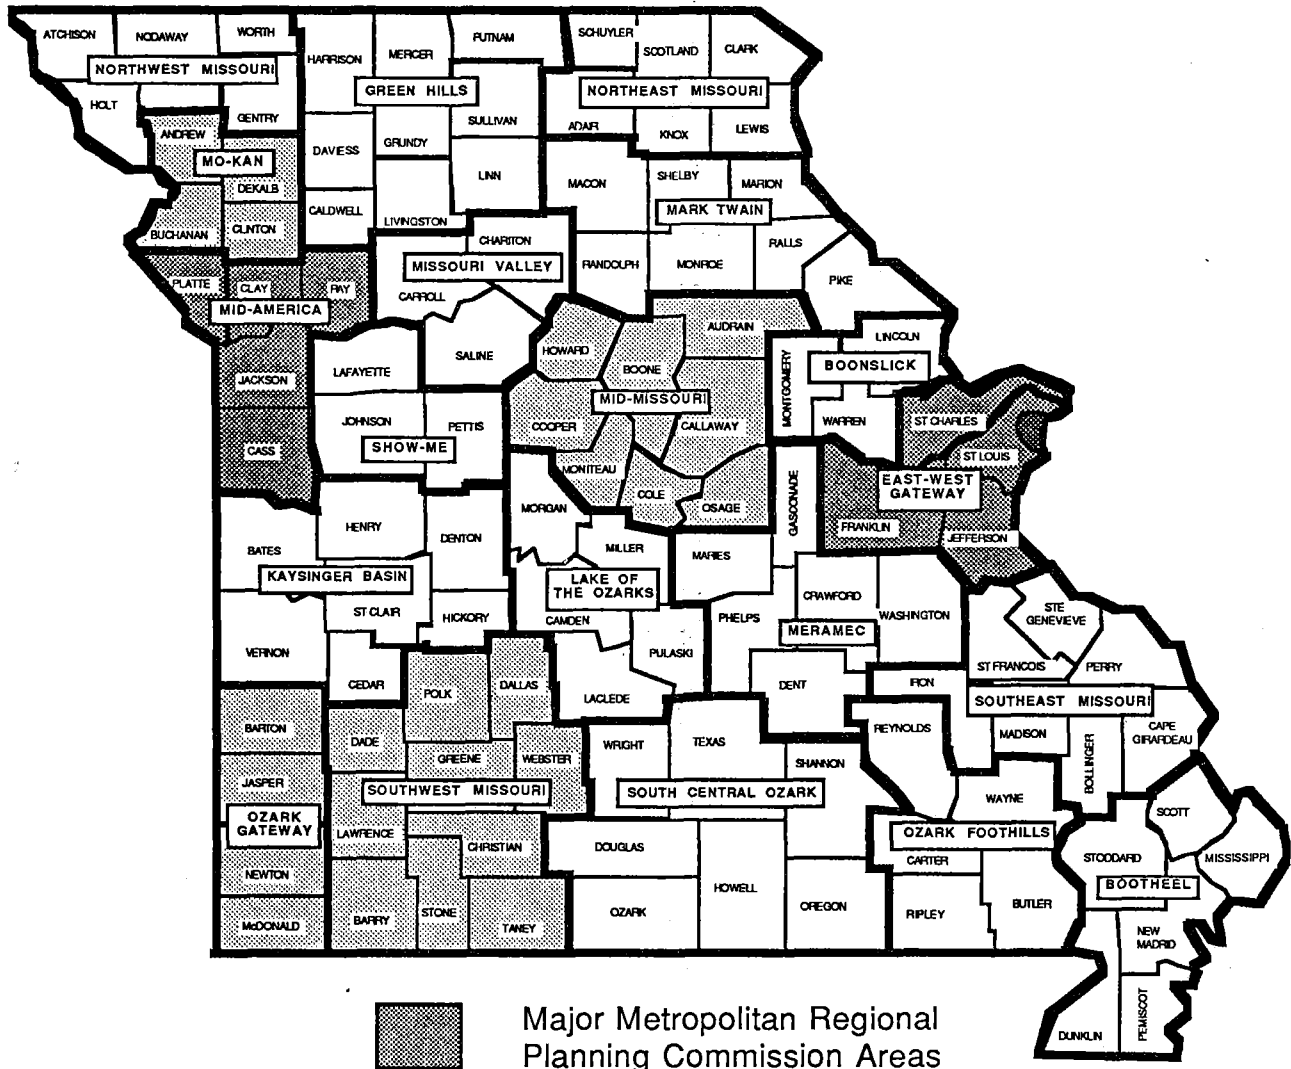 ATCHISON
NODAWAY
WORTH
HARRISON
MERCER
PUTNAM
SCHUYLER
SCOTLAND
CLARK
NORTHWEST MISSOURI
GREEN HILLS
NORTHEAST MISSOURI
HOLT
GENTRY
SULLIVAN
ADAIR
KNOX
LEWIS
ANDREW
DAVIESS
GRUNDY
MO-KAN
DEKALB
LINN
MACON
SHELBY
MARION
MARK TWAIN
CALDWELL
LIVINGSTON
BUCHANAN
CLINTON
CHARITON
RANDOLPH
MONROE
RALLS
PIKE
MISSOURI VALLEY
PLATTE
CLAY
RAY
CARROLL
MID-AMERICA
AUDRAIN
LINCOLN
LAFAYETTE
SALINE
HOWARD
BOONE
MONTGOMERY
BOONSLICK
JACKSON
MID-MISSOURI
JOHNSON
PETTIS
COOPER
CALLAWAY
WARREN
ST CHARLES
SHOW-ME
CASS
MONITEAU
ST LOUIS
EAST-WEST
GATEWAY
COLE
OSAGE
GASCONADE
MORGAN
FRANKLIN
JEFFERSON
HENRY
DENTON
BATES
MILLER
MARIES
KAYSINGER BASIN
LAKE OF
THE OZARKS
CRAWFORD
WASHINGTON
STE
GENEVIEVE
ST CLAIR
HICKORY
CAMDEN
PHELPS
MERAMEC
VERNON
PULASKI
ST FRANCOIS
PERRY
CEDAR
POLK
DALLAS
LACLEDE
DENT
IRON
SOUTHEAST MISSOURI
BARTON
DADE
GREENE
WEBSTER
WRIGHT
TEXAS
REYNOLDS
MADISON
BOLLINGER
CAPE
GIRARDEAU
JASPER
SHANNON
SOUTHWEST MISSOURI
SOUTH CENTRAL OZARK
WAYNE
SCOTT
OZARK
GATEWAY
LAWRENCE
CHRISTIAN
DOUGLAS
OZARK FOOTHILLS
CARTER
STODDARD
MISSISSIPPI
NEWTON
HOWELL
BOOTHEEL
McDONALD
BARRY
STONE
TANEY
OZARK
OREGON
RIPLEY
BUTLER
NEW
MADRID
DUNKLIN
PEMISCOT
Major Metropolitan Regional
Planning Commission Areas